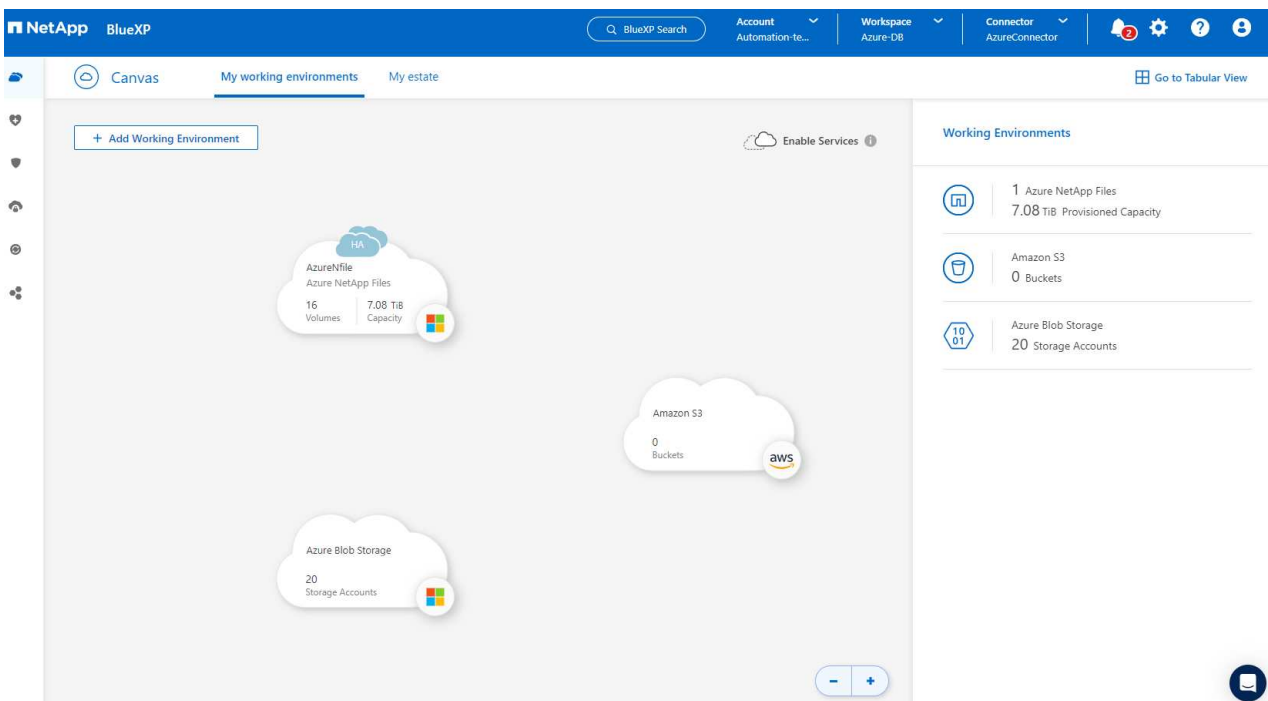 NetApp BlueXP
BlueXP Search
Account
Automation-te...
Workspace
Azure-DB
Connector
AzureConnector
2
Canvas
My working environments
My estate
Go to Tabular View
+ Add Working Environment
Enable Services
HA
AzureNfile
Azure NetApp Files
16
Volumes
7.08 TiB
Capacity
Amazon S3
0
Buckets
aws
Azure Blob Storage
20
Storage Accounts
- +
Working Environments
1 Azure NetApp Files
7.08 TiB Provisioned Capacity
Amazon S3
0 Buckets
10
01
Azure Blob Storage
20 Storage Accounts